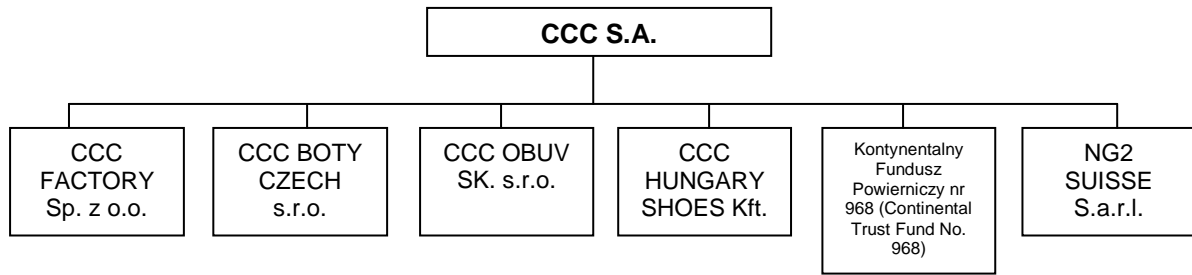 CCC S.A.
CCC
FACTORY
Sp. z o.o.
CCC BOTY
CZECH
s.r.o.
CCC OBUV
SK. s.r.o.
CCC
HUNGARY
SHOES Kft.
Kontynentalny
Fundusz
Powierniczy nr
968 (Continental
Trust Fund No.
968)
NG2
SUISSE
S.a.r.l.